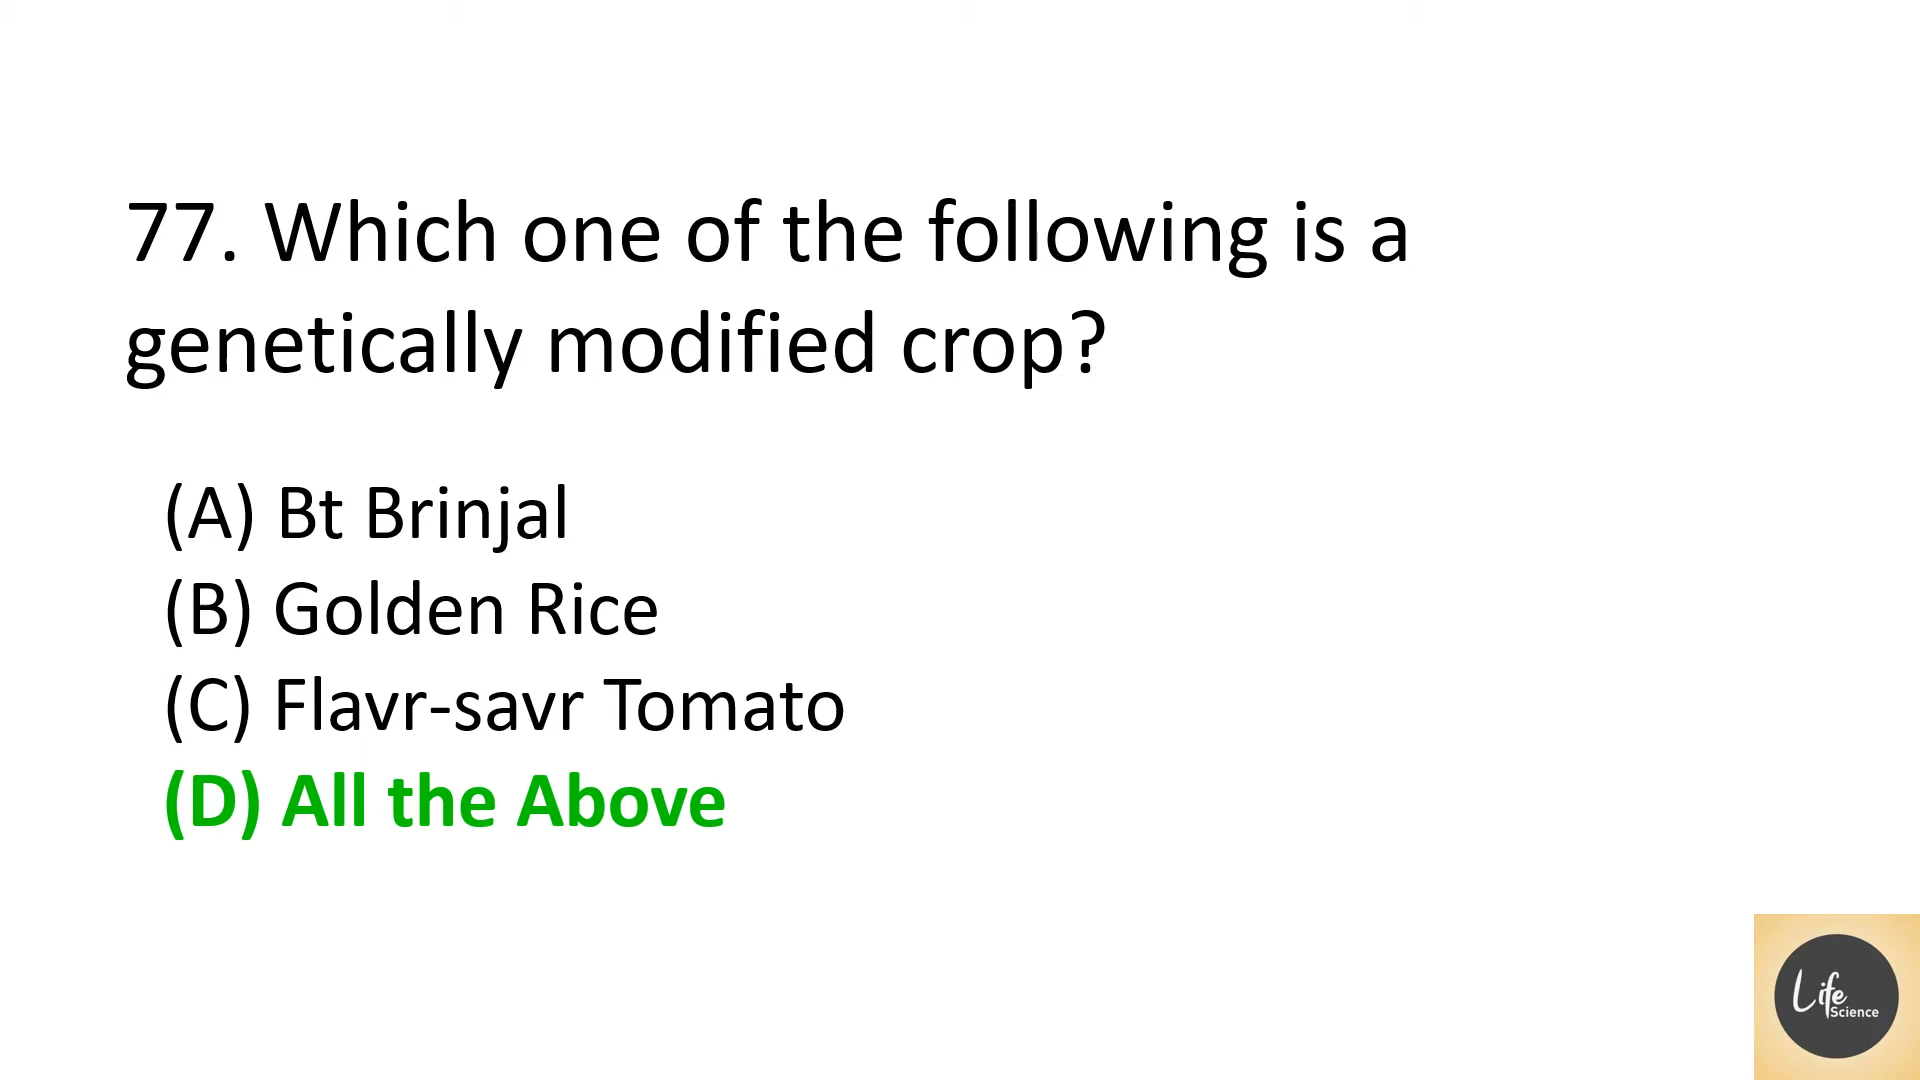 77. Which one of the following is a
genetically modified crop?
(A) Bt Brinjal
(B) Golden Rice
(C) Flavr-savr Tomato
(D) All the Above
Life
Science